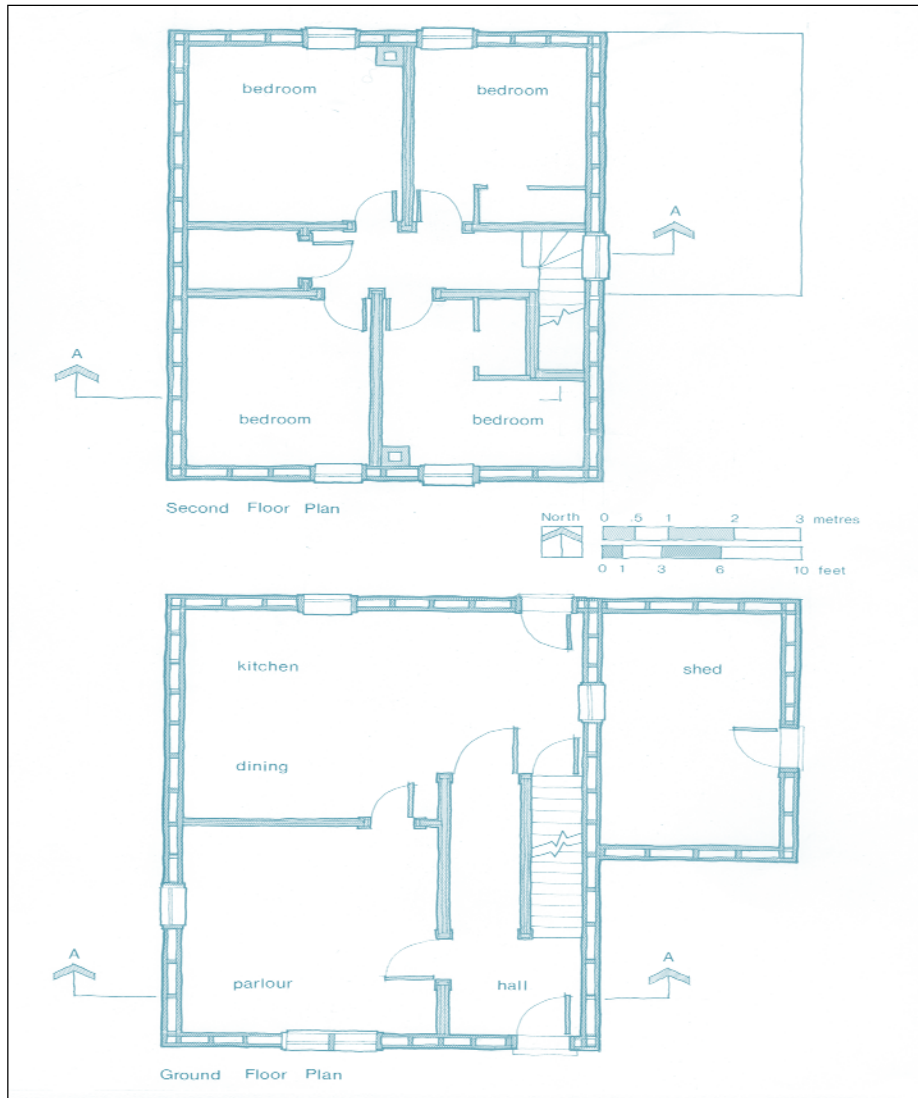 bedroom
bedroom
A
A
bedroom
bedroom
Second Floor Plan
North
0 .5 1 2 3 metres
0 1 3 6 10 feet
kitchen
shed
dining
A
A
parlour
hall
Ground Floor Plan